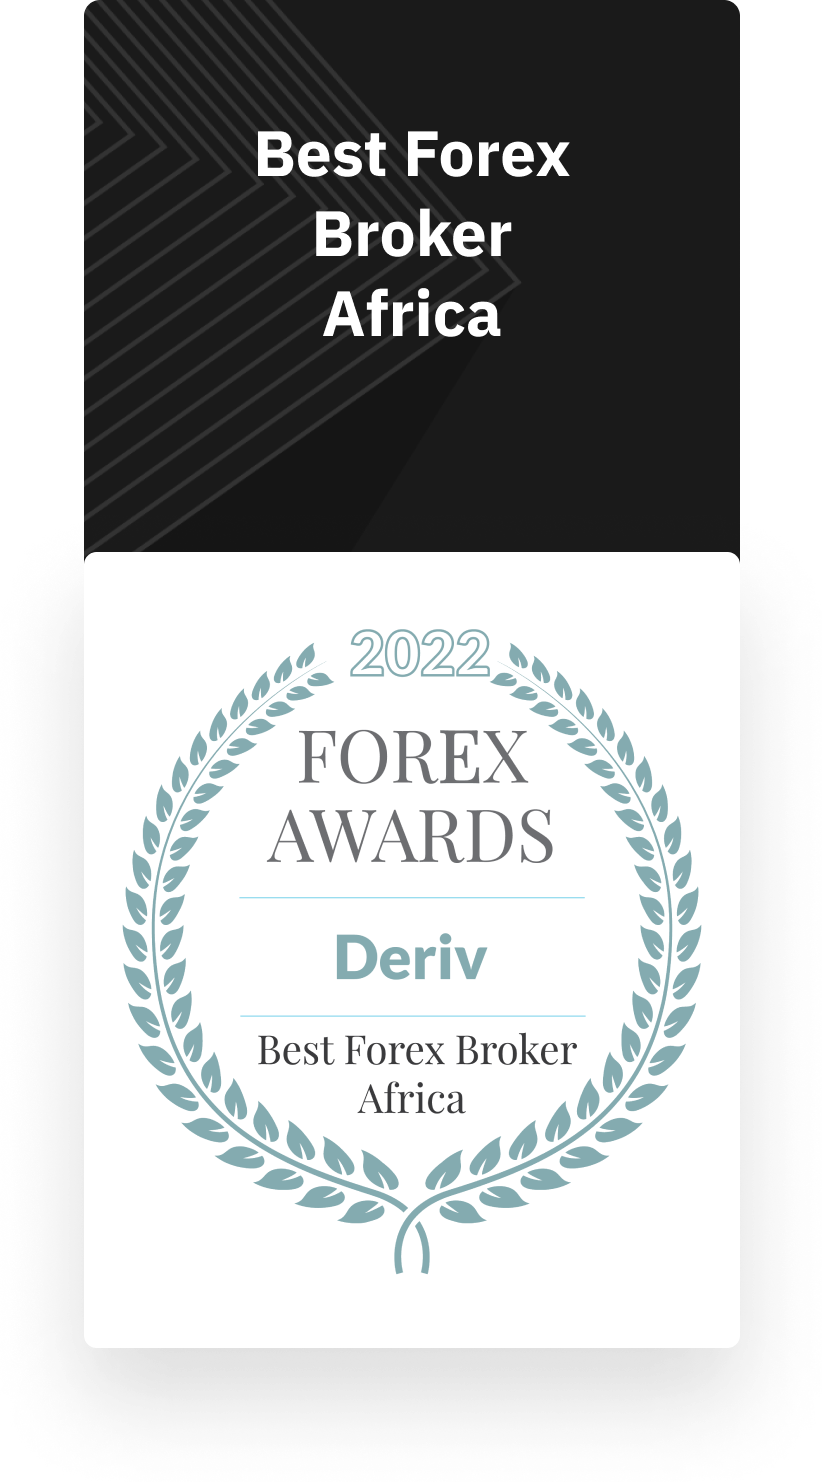 Best Forex
Broker
Africa
2022
FOREX
AWARDS
Deriv
Best Forex Broker
Africa